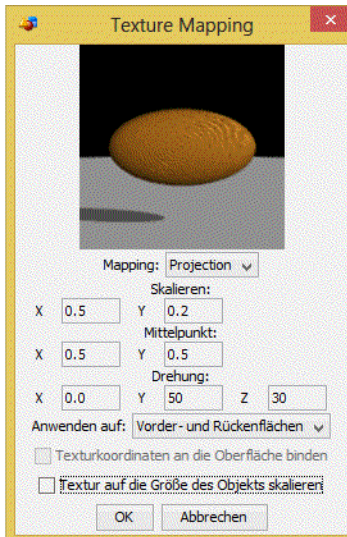 Texture Mapping
Mapping: Projection
Skalieren:
X 0.5 Y 0.2
Mittelpunkt:
X 0.5 Y 0.5
Drehung:
X 0.0 Y 50 Z 30
Anwenden auf: Vorder- und Rückenflächen
Texturkoordinaten an die Oberfläche binden
Textur auf die Größe des Objekts skalieren
OK Abbrechen